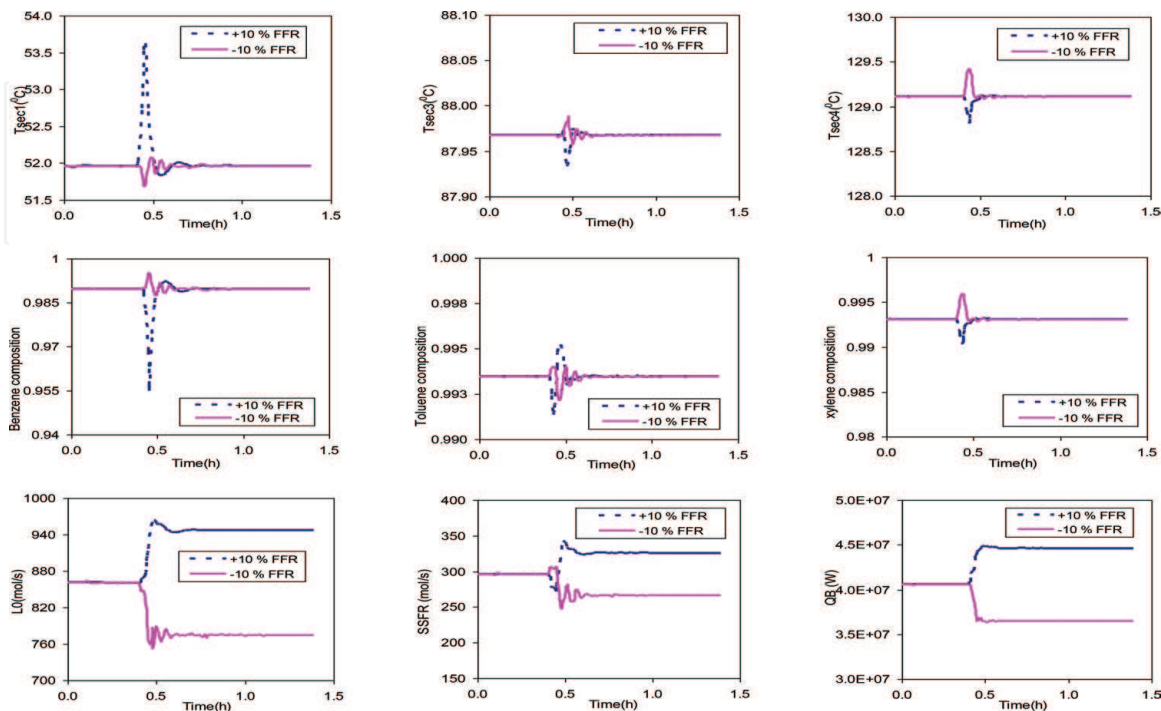 54.0
53.5
53.0
52.5
52.0
51.5
0.0 0.5 1.0 1.5
Tsec1(⁰C)
Time(h)
+10 % FFR
-10 % FFR
88.10
88.05
88.00
87.95
87.90
0.0 0.5 1.0 1.5
Tsec3(⁰C)
Time(h)
+10 % FFR
-10 % FFR
130.0
129.5
129.0
128.5
128.0
0.0 0.5 1.0 1.5
Tsec4(⁰C)
Time(h)
+10 % FFR
-10 % FFR
1
0.985
0.97
0.955
0.94
0.0 0.5 1.0 1.5
Benzene composition
Time(h)
+10 % FFR
-10 % FFR
1.000
0.998
0.995
0.993
0.990
0.0 0.5 1.0 1.5
Toluene composition
Time(h)
+10 % FFR
-10 % FFR
1
0.995
0.99
0.985
0.98
0.0 0.5 1.0 1.5
xylene composition
Time(h)
+10 % FFR
-10 % FFR
1000
940
880
820
760
700
0.0 0.5 1.0 1.5
L0(mol/s)
Time(h)
+10 % FFR
-10 % FFR
400
350
300
250
200
150
0.0 0.5 1.0 1.5
SSFR (mol/s)
Time(h)
+10 % FFR
-10 % FFR
5.0E+07
4.5E+07
4.0E+07
3.5E+07
3.0E+07
0.0 0.5 1.0 1.5
QB (W)
Time(h)
+10 % FFR
-10 % FFR